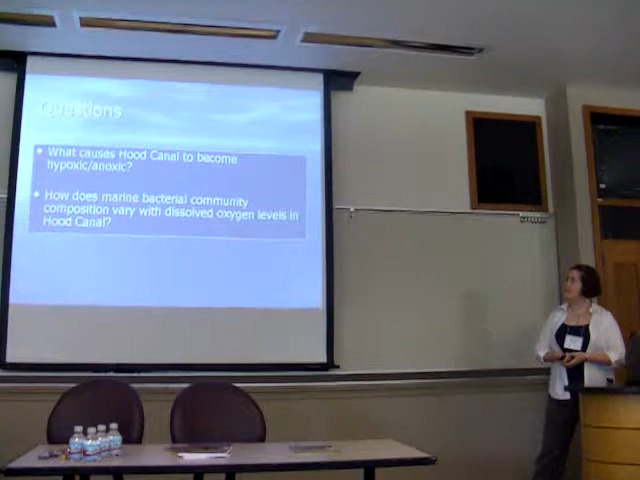 Questions
What causes Hood Canal to become
hypoxic/anoxic?
How does marine bacterial community
composition vary with dissolved oxygen levels in
Hood Canal?